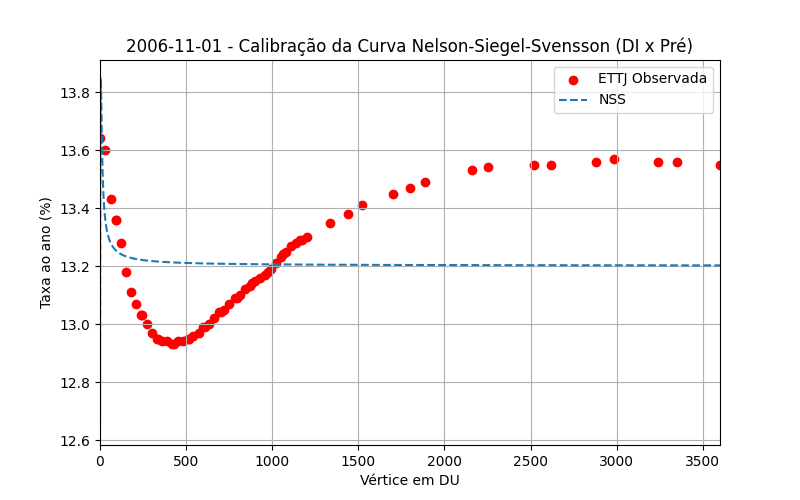 2006-11-01 - Calibração da Curva Nelson-Siegel-Svensson (DI x Pré)
ETTJ Observada
NSS
Taxa ao ano (%)
13.8
13.6
13.4
13.2
13.0
12.8
12.6
0 500 1000 1500 2000 2500 3000 3500
Vértice em DU